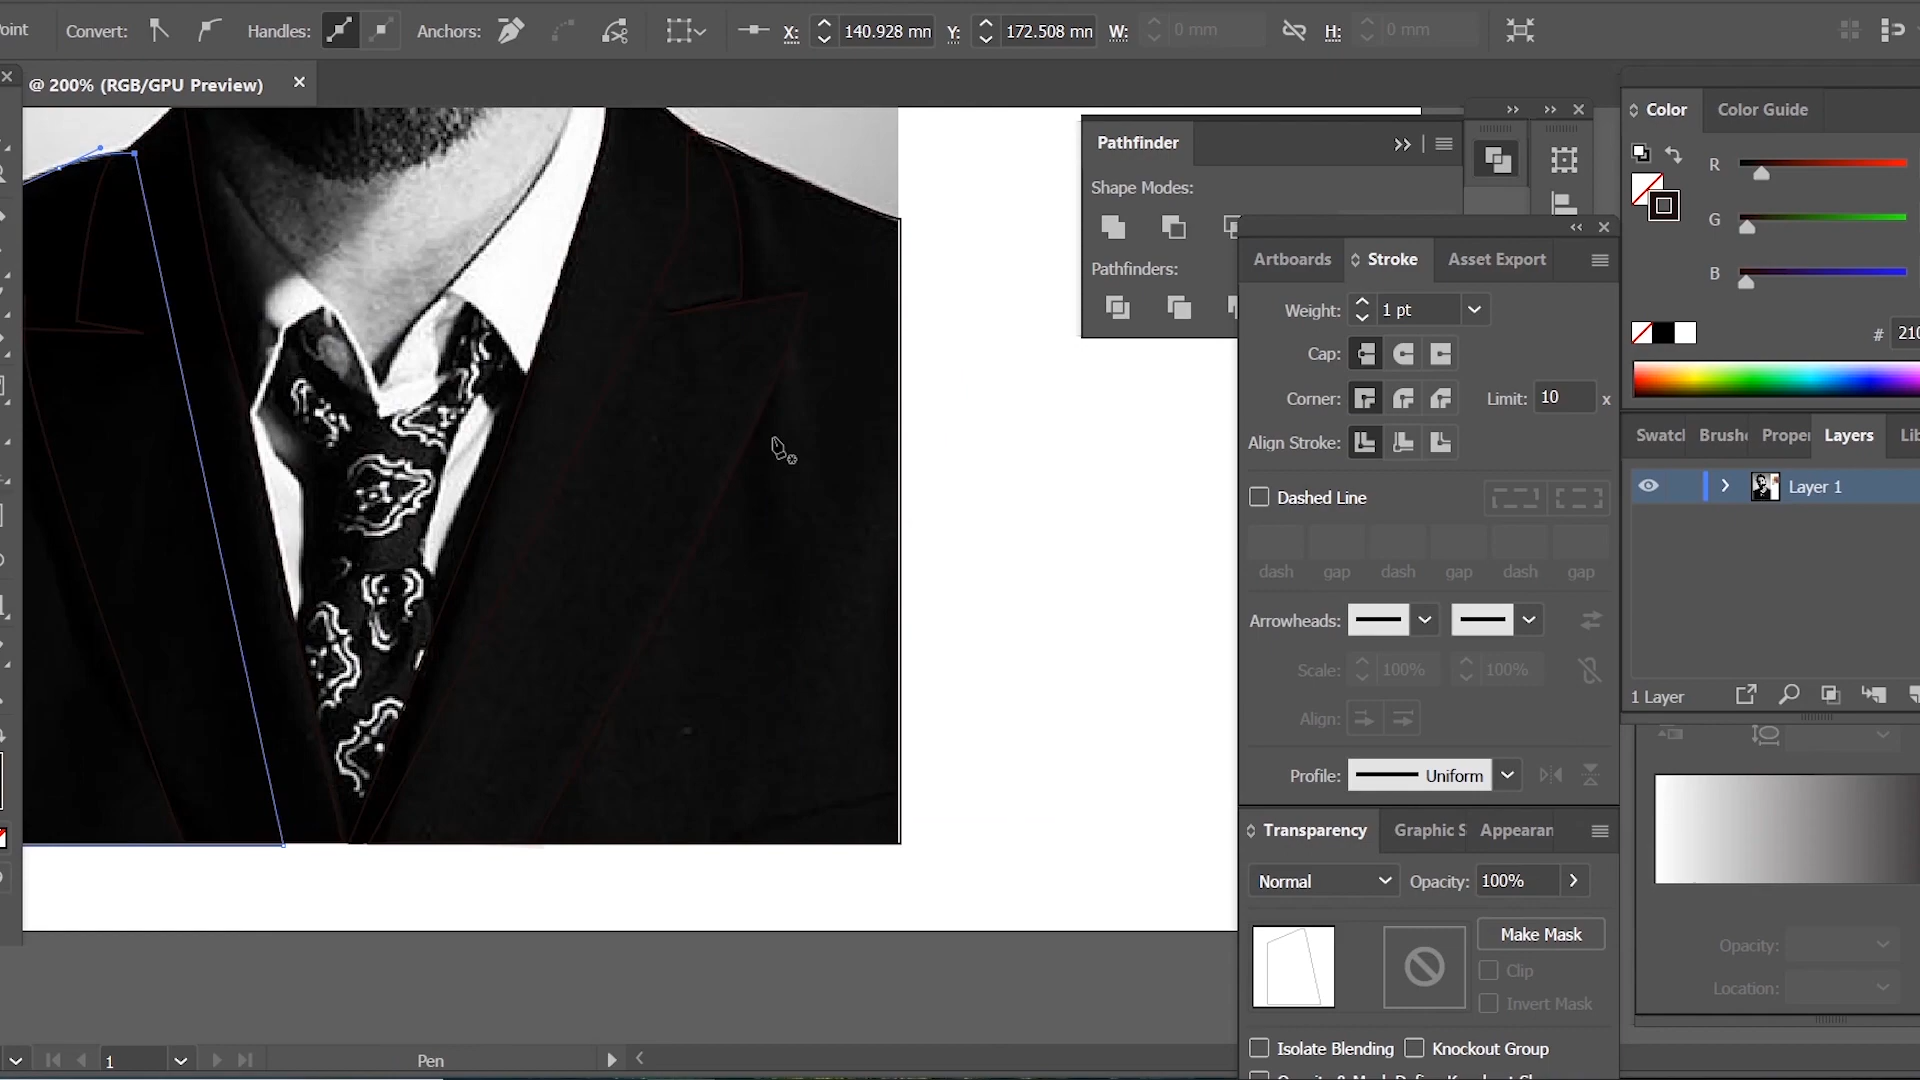 oint Convert: Handles: Anchors: X: 140.928 mn Y: 172.508 mn W: 0 mm H: 0 mm
@ 200% (RGB/GPU Preview)
Pathfinder
Shape Modes:
Pathfinders:
Artboards Stroke Asset Export
Weight: 1 pt
Cap:
Corner: Limit: 10 x
Align Stroke:
Dashed Line
dash gap dash gap dash gap
Arrowheads:
Scale: 100% 100%
Align:
Profile: Uniform
Transparency Graphic S Appearan
Normal Opacity: 100%
Make Mask
Clip
Invert Mask
Isolate Blending Knockout Group
Color Color Guide
R
G
B
# 210
Swatcl Brush Proper Layers Lib
Layer 1
1 Layer
Opacity:
Location:
1 Pen